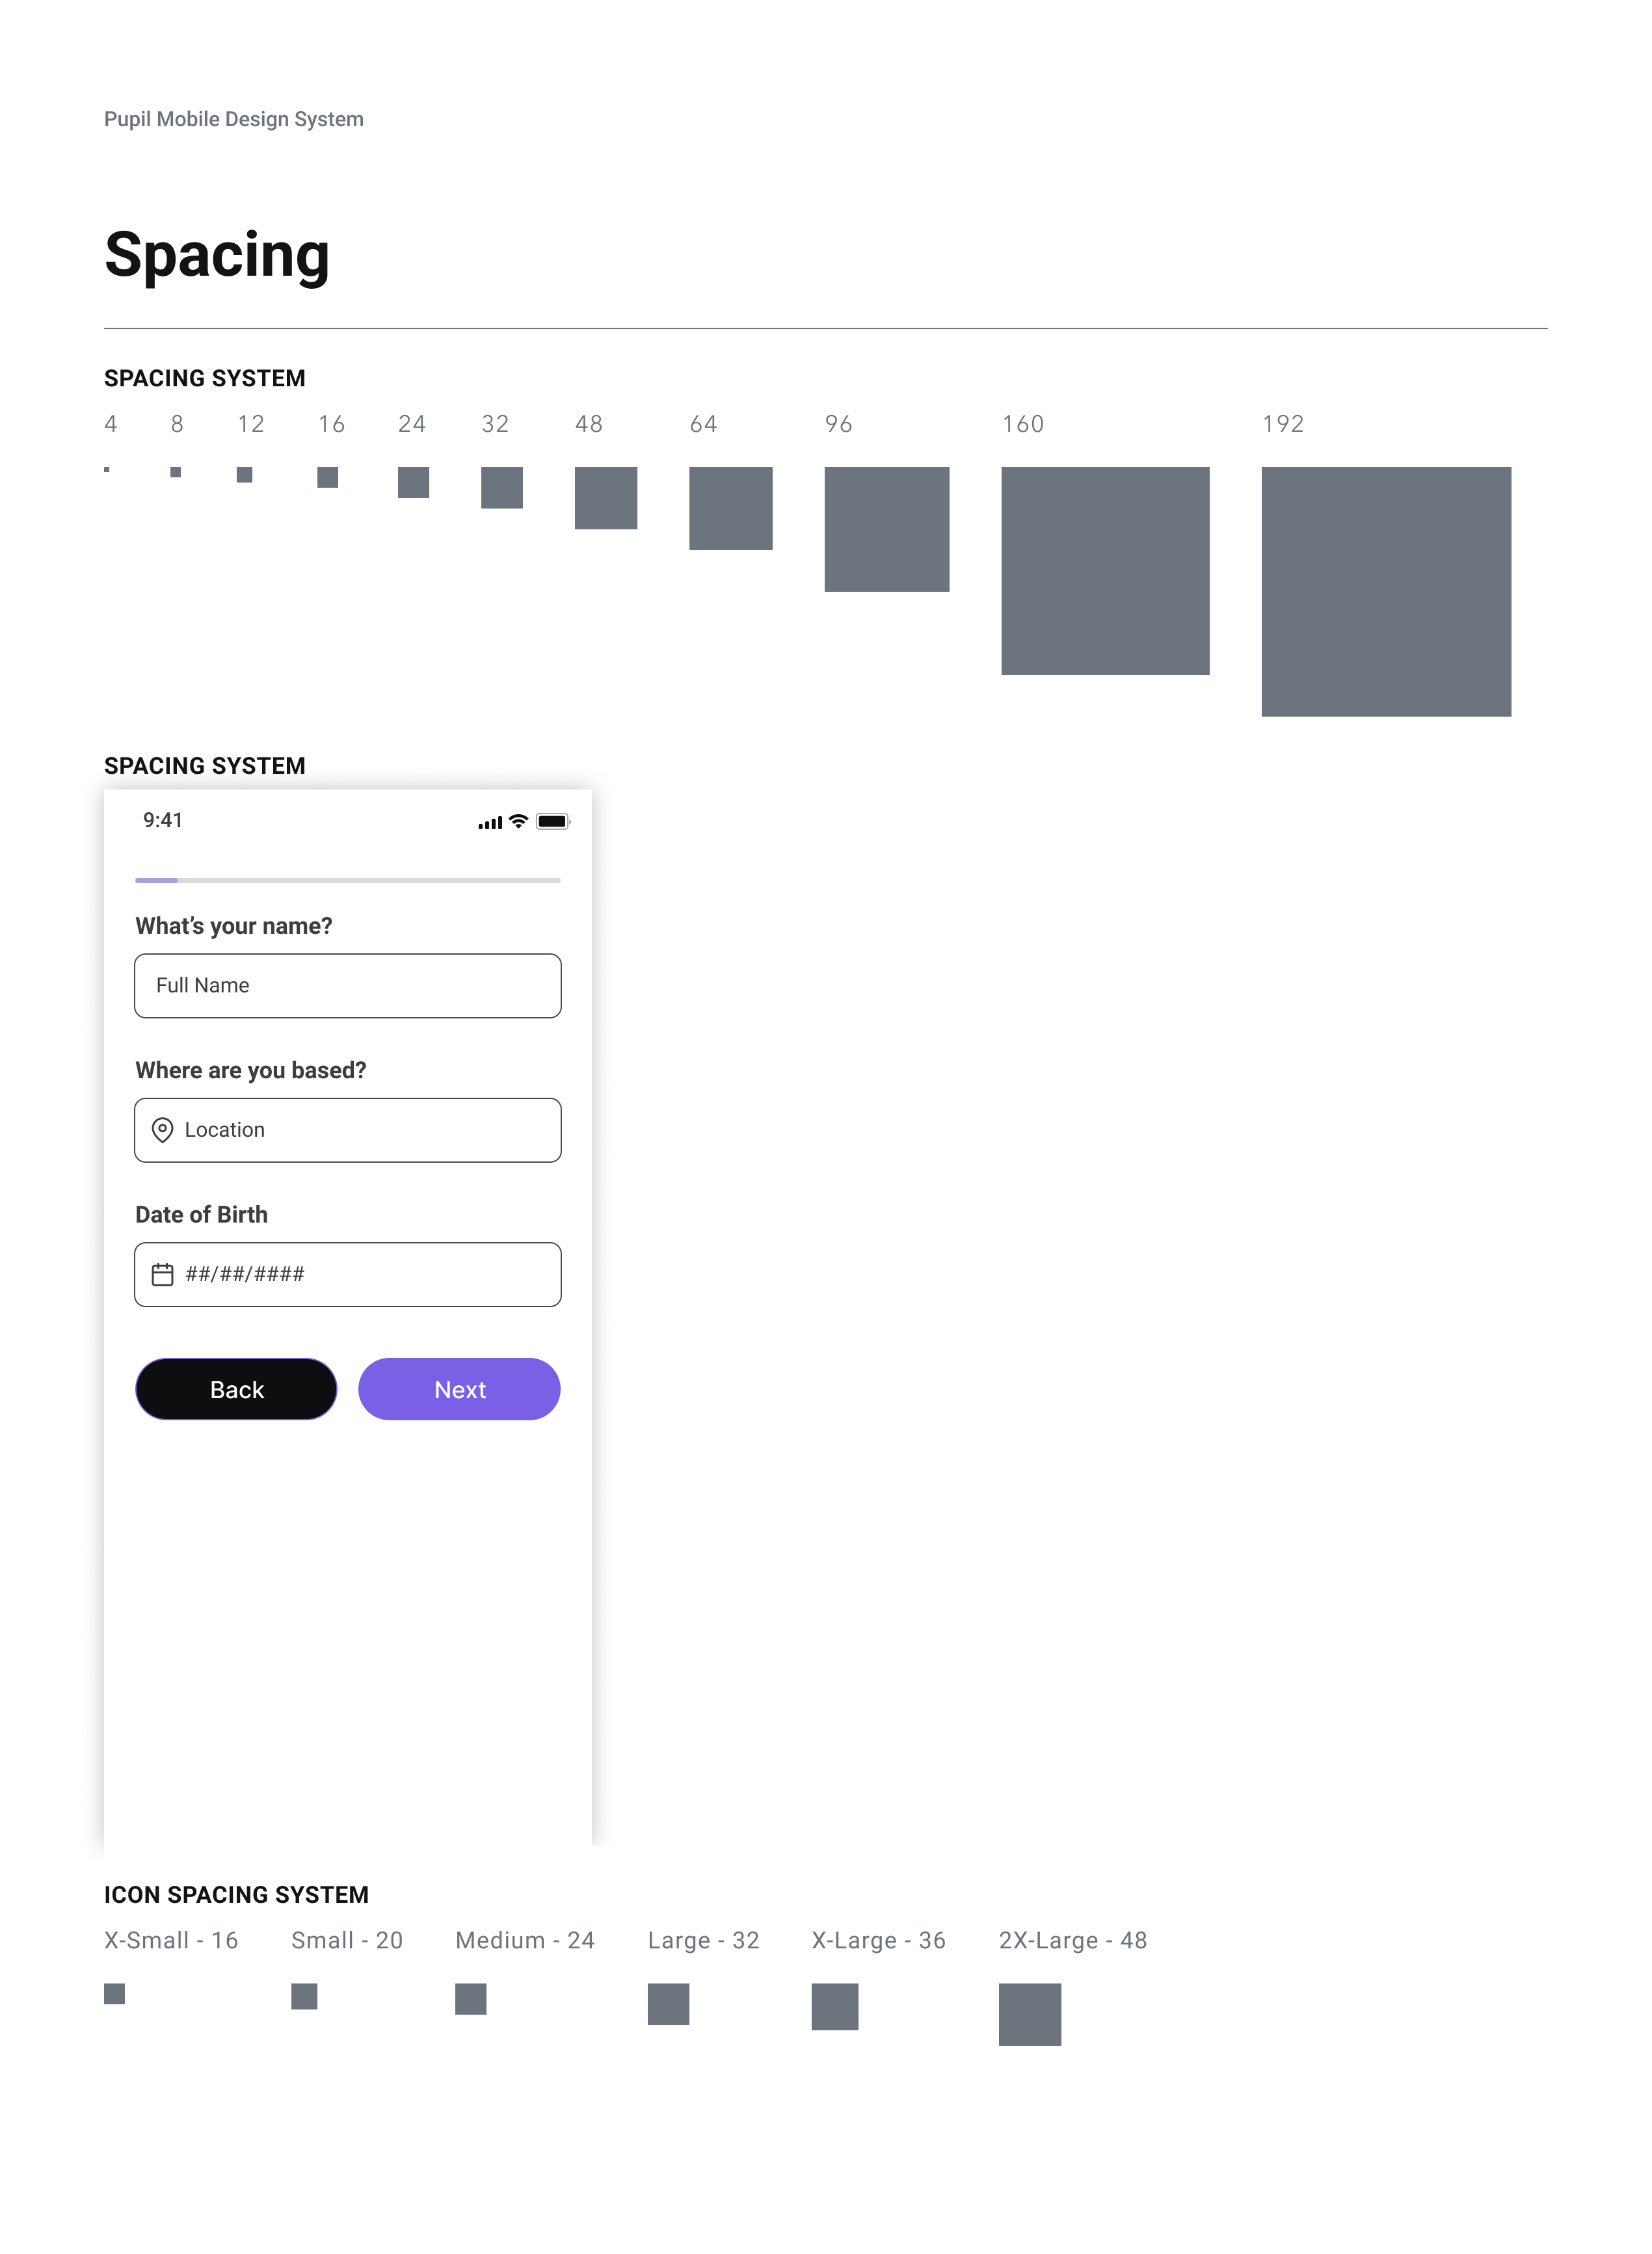 Pupil Mobile Design System
Spacing
SPACING SYSTEM
4 8 12 16 24 32 48 64 96 160 192
SPACING SYSTEM
9:41
What’s your name?
Full Name
Where are you based?
Location
Date of Birth
##/##/####
Back Next
ICON SPACING SYSTEM
X-Small - 16 Small - 20 Medium - 24 Large - 32 X-Large - 36 2X-Large - 48